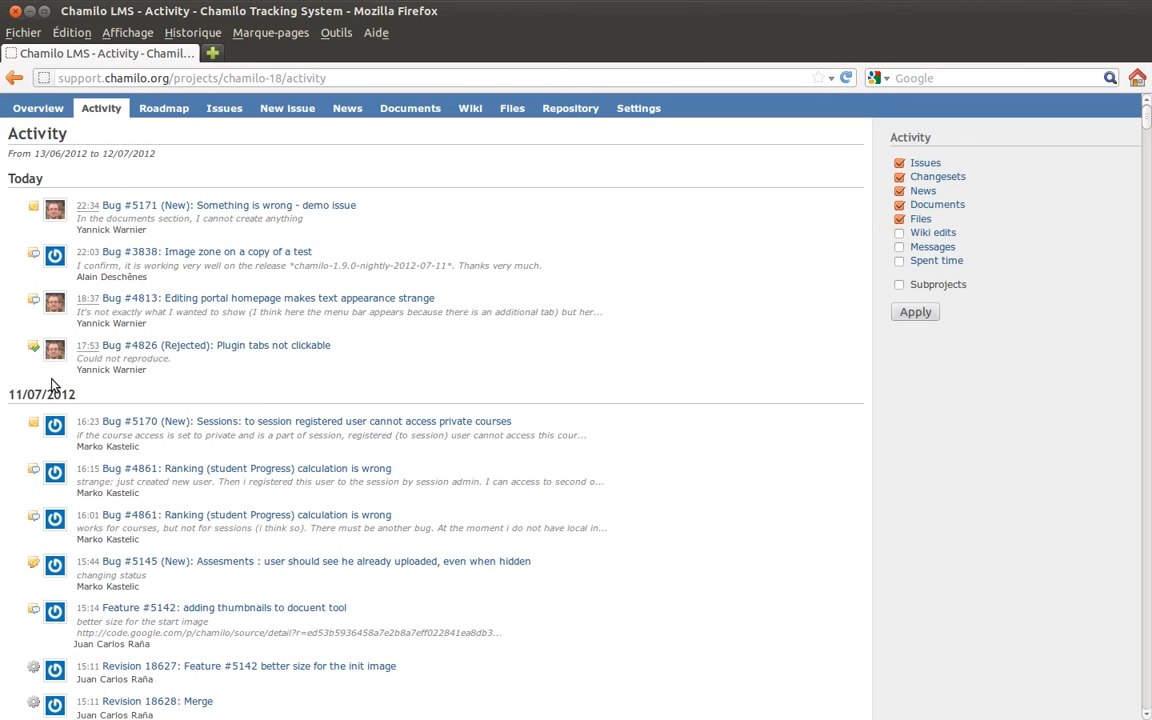 Chamilo LMS - Activity - Chamilo Tracking System - Mozilla Firefox
Fichier Édition Affichage Historique Marque-pages Outils Aide
Chamilo LMS - Activity - Chamil...
support.chamilo.org/projects/chamilo-18/activity
Google
Overview Activity Roadmap Issues New issue News Documents Wiki Files Repository Settings
Activity
From 13/06/2012 to 12/07/2012
Today
22:34 Bug #5171 (New): Something is wrong - demo issue
In the documents section, I cannot create anything
Yannick Warnier
22:03 Bug #3838: Image zone on a copy of a test
I confirm, it is working very well on the release *chamilo-1.9.0-nightly-2012-07-11*. Thanks very much.
Alain Deschênes
18:37 Bug #4813: Editing portal homepage makes text appearance strange
It's not exactly what I wanted to show (I think here the menu bar appears because there is an additional tab) but her...
Yannick Warnier
17:53 Bug #4826 (Rejected): Plugin tabs not clickable
Could not reproduce.
Yannick Warnier
11/07/2012
16:23 Bug #5170 (New): Sessions: to session registered user cannot access private courses
if the course access is set to private and is a part of session, registered (to session) user cannot access this cour...
Marko Kastelic
16:15 Bug #4861: Ranking (student Progress) calculation is wrong
strange: just created new user. Then i registered this user to the session by session admin. I can access to second o...
Marko Kastelic
16:01 Bug #4861: Ranking (student Progress) calculation is wrong
works for courses, but not for sessions (i think so). There must be another bug. At the moment i do not have local in...
Marko Kastelic
15:44 Bug #5145 (New): Assesments : user should see he already uploaded, even when hidden
changing status
Marko Kastelic
15:14 Feature #5142: adding thumbnails to docuent tool
better size for the start image
http://code.google.com/p/chamilo/source/detail?r=ed53b5936458a7e2b8a7eff022841ea8db3...
Juan Carlos Raña
15:11 Revision 18627: Feature #5142 better size for the init image
Juan Carlos Raña
15:11 Revision 18628: Merge
Juan Carlos Raña
Activity
Issues
Changesets
News
Documents
Files
Wiki edits
Messages
Spent time
Subprojects
Apply